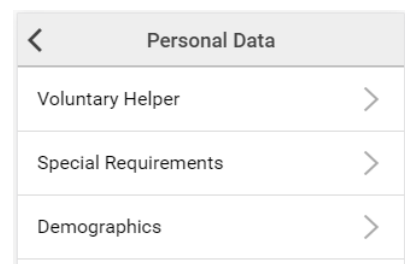 Personal Data
Voluntary Helper
Special Requirements
Demographics